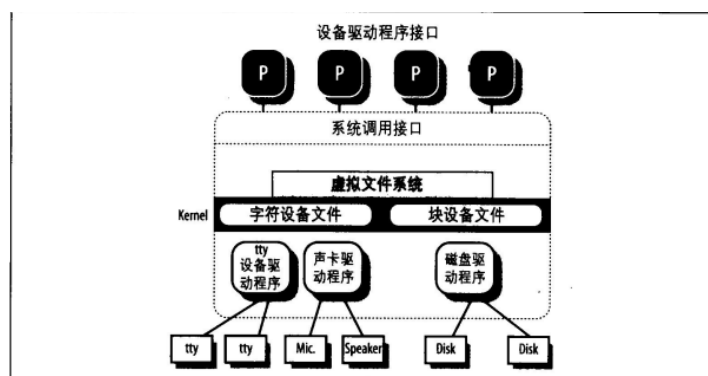 设备驱动程序接口
P P P P
系统调用接口
虚拟文件系统
Kernel 字符设备文件 块设备文件
tty
设备驱
动程序
声卡驱
动程序
磁盘驱
动程序
tty tty Mic. Speaker Disk Disk